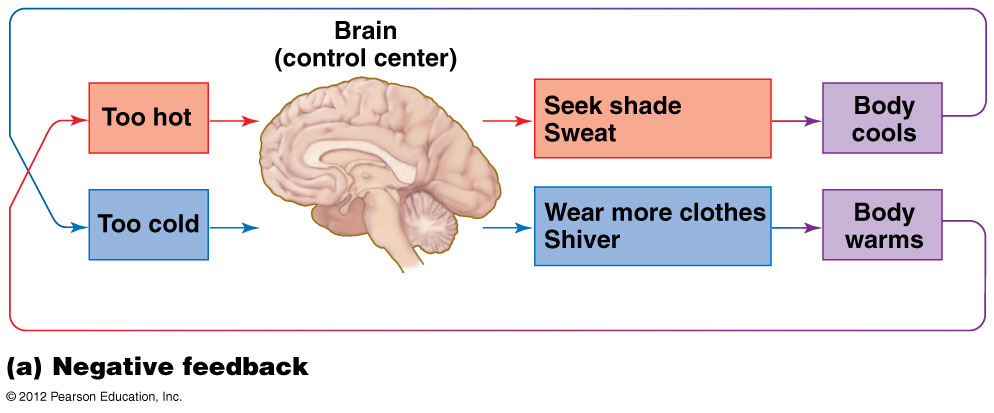 Brain
(control center)
Too hot
Seek shade
Sweat
Body
cools
Too cold
Wear more clothes
Shiver
Body
warms
(a) Negative feedback
© 2012 Pearson Education, Inc.